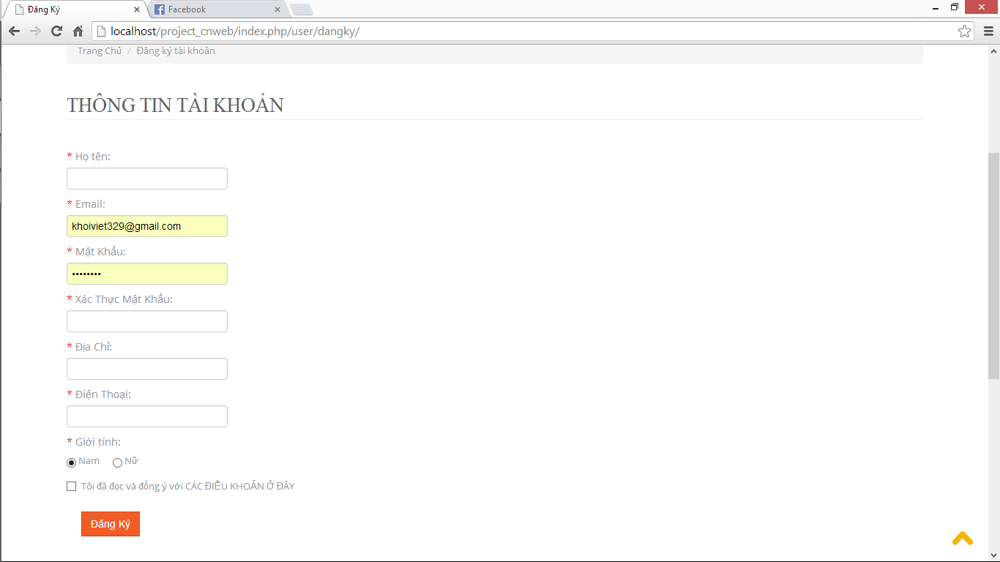 Đăng Ký
Facebook
localhost/project_cnweb/index.php/user/dangky/
Trang Chủ / Đăng ký tài khoản
THÔNG TIN TÀI KHOẢN
* Họ tên:
* Email:
khoiviet329@gmail.com
* Mật Khẩu:
••••••••
* Xác Thực Mật Khẩu:
* Địa Chỉ:
* Điện Thoại:
* Giới tính:
Nam Nữ
Tôi đã đọc và đồng ý với CÁC ĐIỀU KHOẢN Ở ĐÂY
Đăng Ký